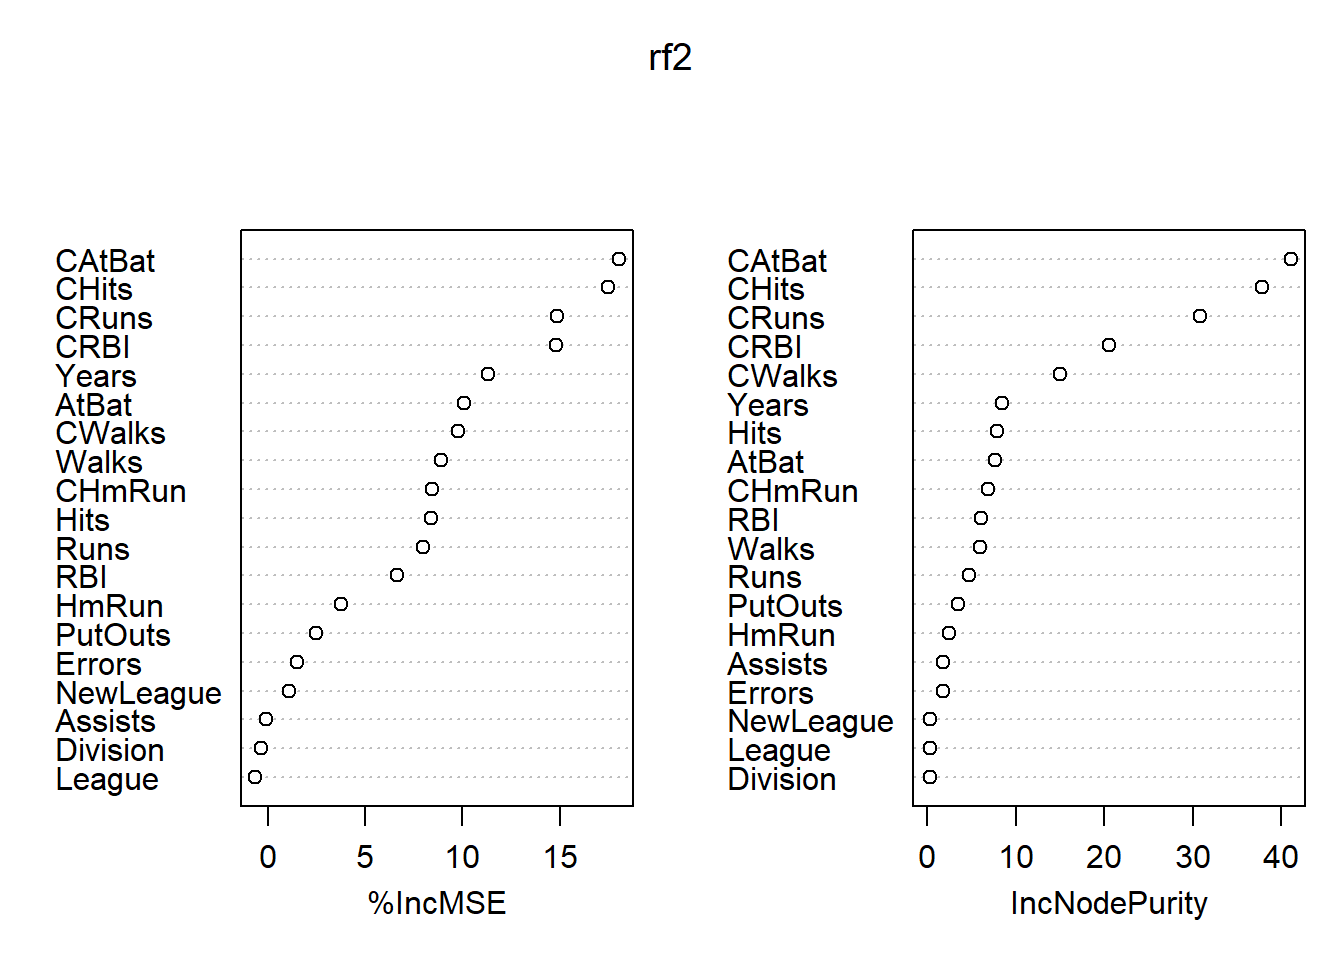 rf2
CAtBat
CHits
CRuns
CRBI
Years
AtBat
CWalks
Walks
CHmRun
Hits
Runs
RBI
HmRun
PutOuts
Errors
NewLeague
Assists
Division
League
0 5 10 15
%IncMSE
CAtBat
CHits
CRuns
CRBI
CWalks
Years
Hits
AtBat
CHmRun
RBI
Walks
Runs
PutOuts
HmRun
Assists
Errors
NewLeague
League
Division
0 10 20 30 40
IncNodePurity